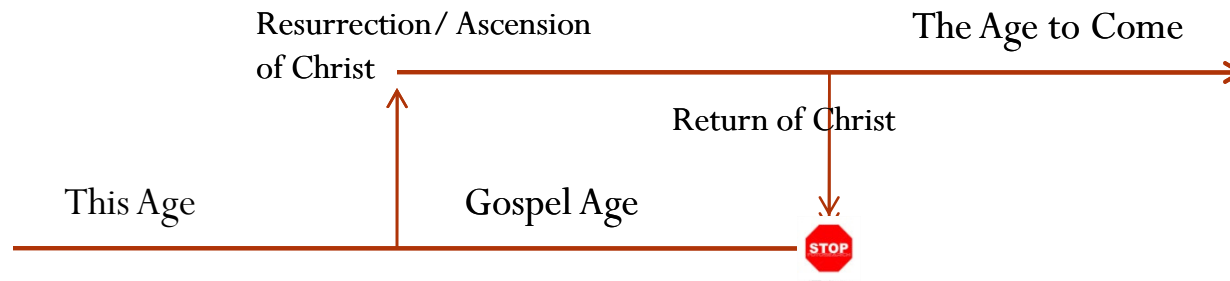 Resurrection/ Ascension
of Christ
The Age to Come
Return of Christ
This Age
Gospel Age
STOP